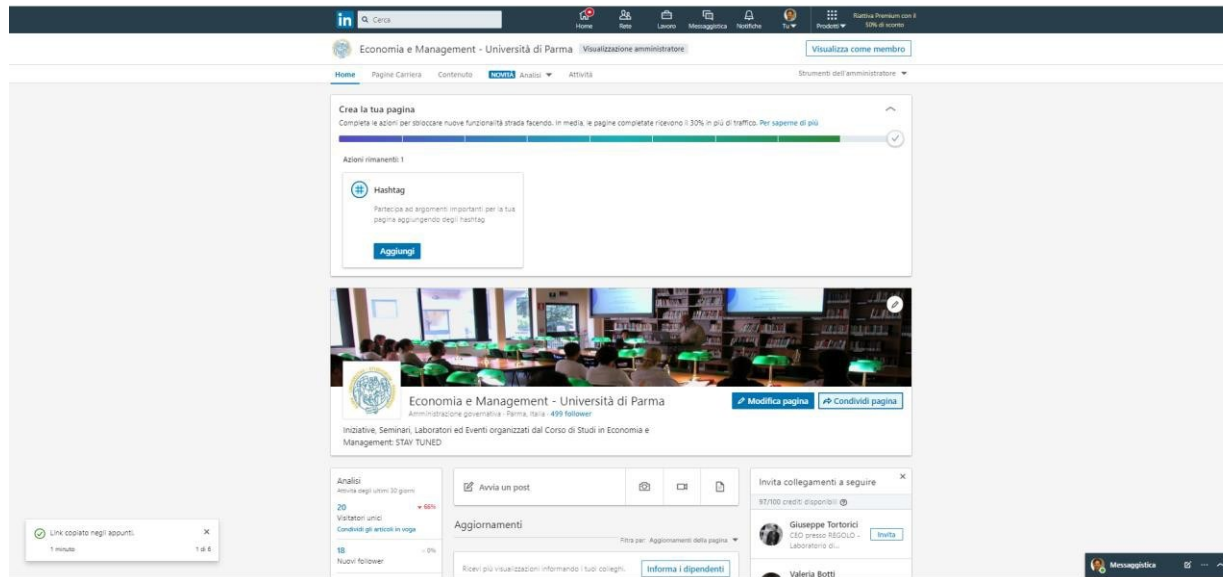 in Cerca
Home Rete Lavoro Messaggistica Notifiche Tu Prodotti Riattiva Premium con il
50% di sconto
Economia e Management - Università di Parma Visualizzazione amministratore Visualizza come membro
Home Pagine Carriera Contenuto NOVITÀ Analisi Attività Strumenti dell'amministratore
Crea la tua pagina
Completa le azioni per sbloccare nuove funzionalità strada facendo. In media, le pagine completate ricevono il 30% in più di traffico. Per saperne di più
Azioni rimanenti: 1
# Hashtag
Partecipa ad argomenti importanti per la tua
pagina aggiungendo degli hashtag
Aggiungi
Economia e Management - Università di Parma
Amministrazione governativa · Parma, Italia · 499 follower
Modifica pagina Condividi pagina
Iniziative, Seminari, Laboratori ed Eventi organizzati dal Corso di Studi in Economia e
Management: STAY TUNED
Analisi
Attività degli ultimi 30 giorni
20 66%
Visitatori unici
Condividi gli articoli in voga
18 0%
Nuovi follower
Avvia un post
Aggiornamenti
Filtra per: Aggiornamenti della pagina
Ricevi più visualizzazioni informando i tuoi colleghi. Informa i dipendenti
Invita collegamenti a seguire
97/100 crediti disponibili
Giuseppe Tortorici
CEO presso REGOLO –
Laboratorio di...
Invita
Valeria Botti
Link copiato negli appunti.
1 minuto 1 di 6
Messaggistica